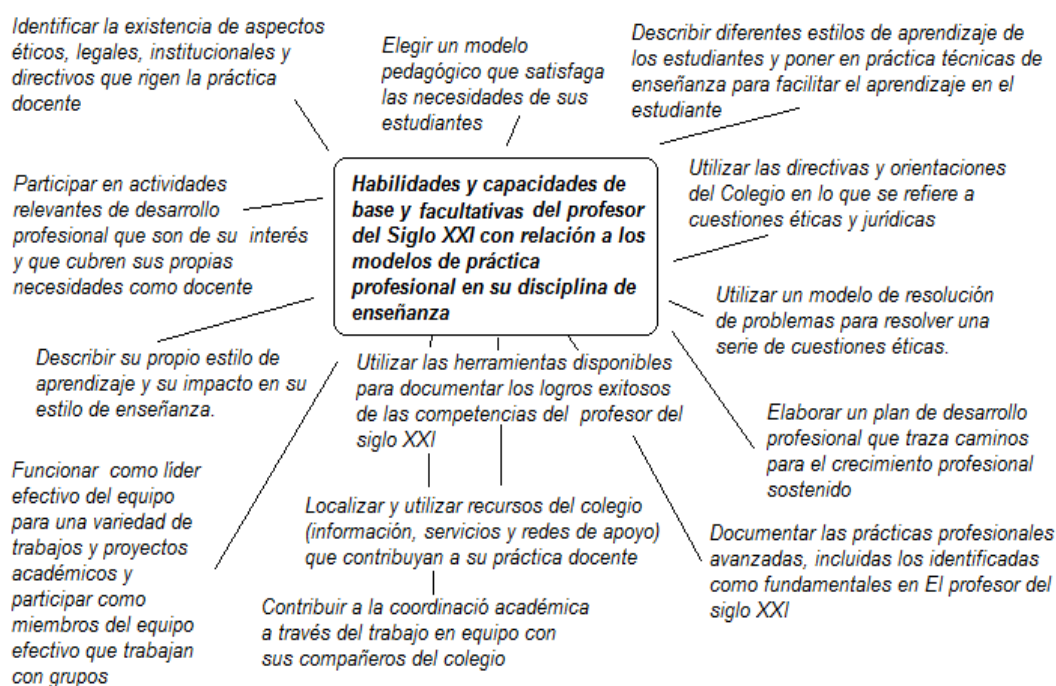 Identificar la existencia de aspectos
éticos, legales, institucionales y
directivos que rigen la práctica
docente
Elegir un modelo
pedagógico que satisfaga
las necesidades de sus
estudiantes
Describir diferentes estilos de aprendizaje de
los estudiantes y poner en práctica técnicas de
enseñanza para facilitar el aprendizaje en el
estudiante
Participar en actividades
relevantes de desarrollo
profesional que son de su interés
y que cubren sus propias
necesidades como docente
Habilidades y capacidades de
base y facultativas del profesor
del Siglo XXI con relación a los
modelos de práctica
profesional en su disciplina de
enseñanza
Utilizar las directivas y orientaciones
del Colegio en lo que se refiere a
cuestiones éticas y jurídicas
Utilizar un modelo de resolución
de problemas para resolver una
serie de cuestiones éticas.
Describir su propio estilo de
aprendizaje y su impacto en su
estilo de enseñanza.
Utilizar las herramientas disponibles
para documentar los logros exitosos
de las competencias del profesor del
siglo XXI
Elaborar un plan de desarrollo
profesional que traza caminos
para el crecimiento profesional
sostenido
Funcionar como líder
efectivo del equipo
para una variedad de
trabajos y proyectos
académicos y
participar como
miembros del equipo
efectivo que trabajan
con grupos
Localizar y utilizar recursos del colegio
(información, servicios y redes de apoyo)
que contribuyan a su práctica docente
Documentar las prácticas profesionales
avanzadas, incluidas los identificadas
como fundamentales en El profesor del
siglo XXI
Contribuir a la coordinació académica
a través del trabajo en equipo con
sus compañeros del colegio